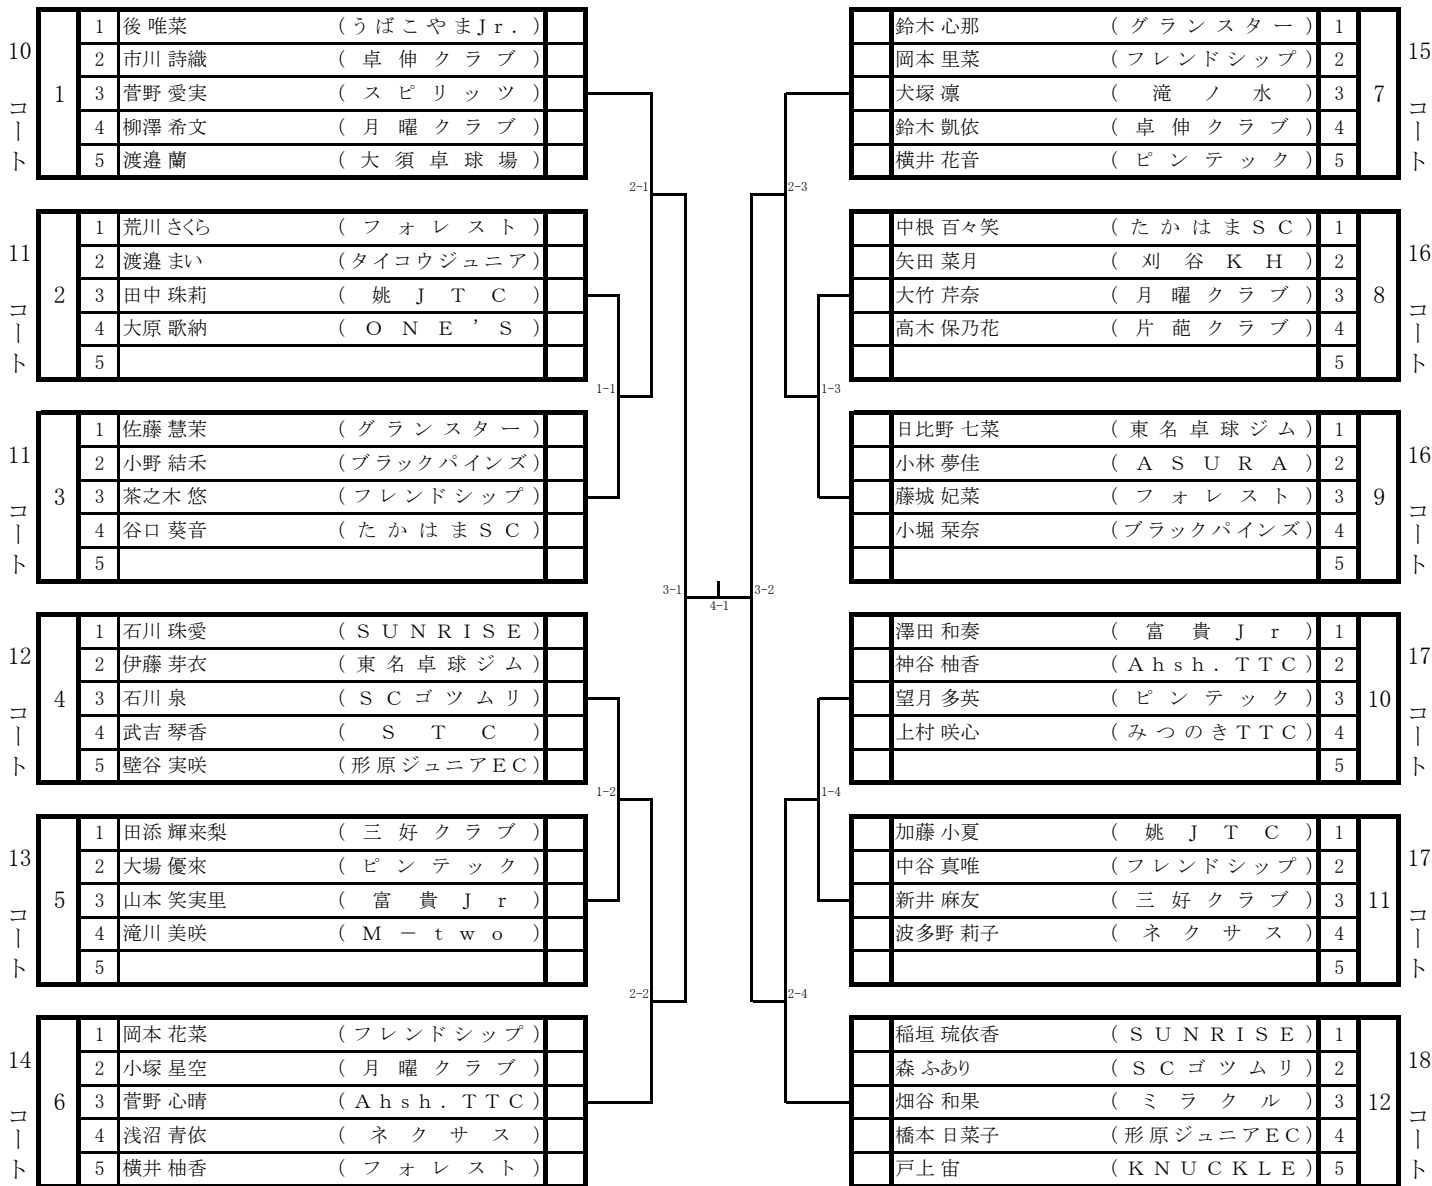 10コート
1
1 後 唯菜 (うばこやまJr.)
2 市川 詩織 (卓伸クラブ)
3 菅野 愛実 (スピリッツ)
4 柳澤 希文 (月曜クラブ)
5 渡邉 蘭 (大須卓球場)
11コート
2
1 荒川 さくら (フォレスト)
2 渡邉 まい (タイコウジュニア)
3 田中 珠莉 (姚JTC)
4 大原 歌納 (ONE'S)
5
11コート
3
1 佐藤 慧茉 (グランスター)
2 小野 結禾 (ブラックパインズ)
3 茶之木 悠 (フレンドシップ)
4 谷口 葵音 (たかはまSC)
5
12コート
4
1 石川 珠愛 (SUNRISE)
2 伊藤 芽衣 (東名卓球ジム)
3 石川 泉 (SCゴツムリ)
4 武吉 琴香 (STC)
5 壁谷 実咲 (形原ジュニアEC)
13コート
5
1 田添 輝来梨 (三好クラブ)
2 大場 優來 (ピンテック)
3 山本 笑実里 (富貴Jr)
4 滝川 美咲 (M-two)
5
14コート
6
1 岡本 花菜 (フレンドシップ)
2 小塚 星空 (月曜クラブ)
3 菅野 心晴 (Ahsh.TTC)
4 浅沼 青依 (ネクサス)
5 横井 柚香 (フォレスト)
2-1
1-1
3-1
1-2
2-2
4-1
2-3
1-3
3-2
1-4
2-4
15コート
7
鈴木 心那 (グランスター) 1
岡本 里菜 (フレンドシップ) 2
犬塚 凛 (滝ノ水) 3
鈴木 凱依 (卓伸クラブ) 4
横井 花音 (ピンテック) 5
16コート
8
中根 百々笑 (たかはまSC) 1
矢田 菜月 (刈谷KH) 2
大竹 芹奈 (月曜クラブ) 3
高木 保乃花 (片葩クラブ) 4
5
16コート
9
日比野 七菜 (東名卓球ジム) 1
小林 夢佳 (ASURA) 2
藤城 妃菜 (フォレスト) 3
小堀 栞奈 (ブラックパインズ) 4
5
17コート
10
澤田 和奏 (富貴Jr) 1
神谷 柚香 (Ahsh.TTC) 2
望月 多英 (ピンテック) 3
上村 咲心 (みつのきTTC) 4
5
17コート
11
加藤 小夏 (姚JTC) 1
中谷 真唯 (フレンドシップ) 2
新井 麻友 (三好クラブ) 3
波多野 莉子 (ネクサス) 4
5
18コート
12
稲垣 琉依香 (SUNRISE) 1
森 ふあり (SCゴツムリ) 2
畑谷 和果 (ミラクル) 3
橋本 日菜子 (形原ジュニアEC) 4
戸上 宙 (KNUCKLE) 5